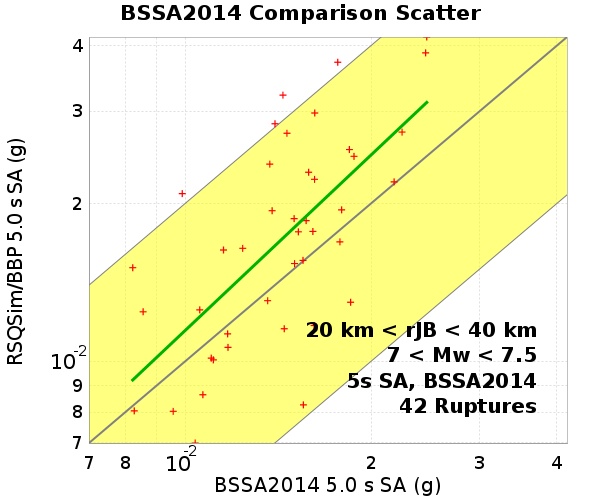 BSSA2014 Comparison Scatter
RSQSim/BBP 5.0 s SA (g)
4
3
2
10-2
9
8
7
20 km < rJB < 40 km
7 < Mw < 7.5
5s SA, BSSA2014
42 Ruptures
7 8 10-2 2 3 4
BSSA2014 5.0 s SA (g)